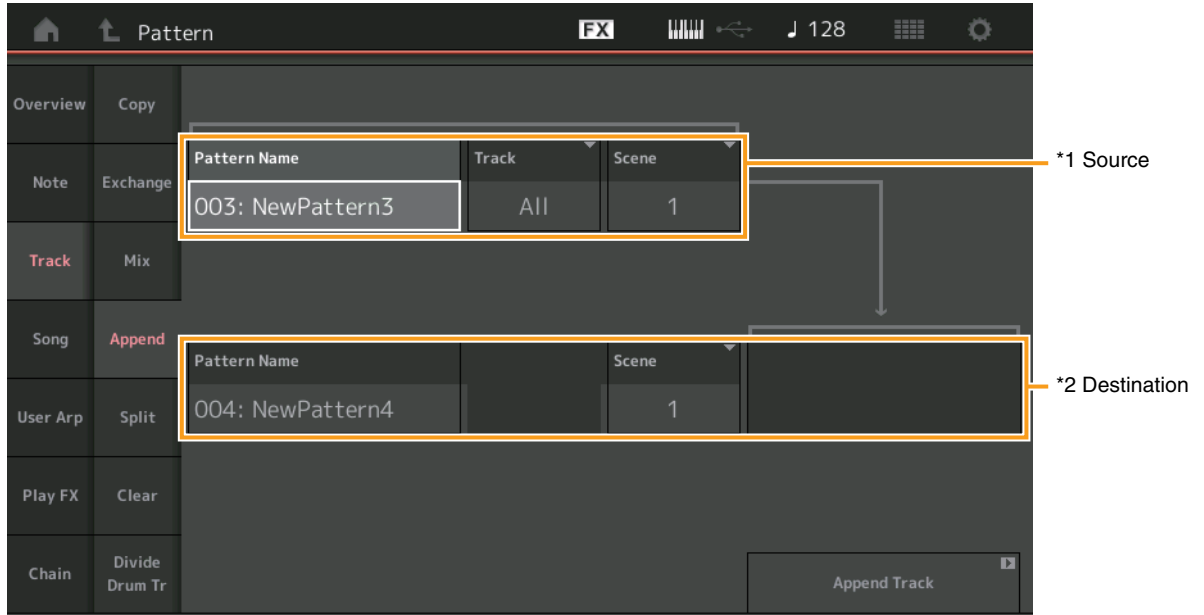 Pattern
FX
♩ 128
Overview
Copy
Pattern Name
Track
Scene
*1 Source
Note
Exchange
003: NewPattern3
All
1
Track
Mix
Song
Append
Pattern Name
Scene
*2 Destination
004: NewPattern4
1
User Arp
Split
Play FX
Clear
Chain
Divide
Drum Tr
Append Track